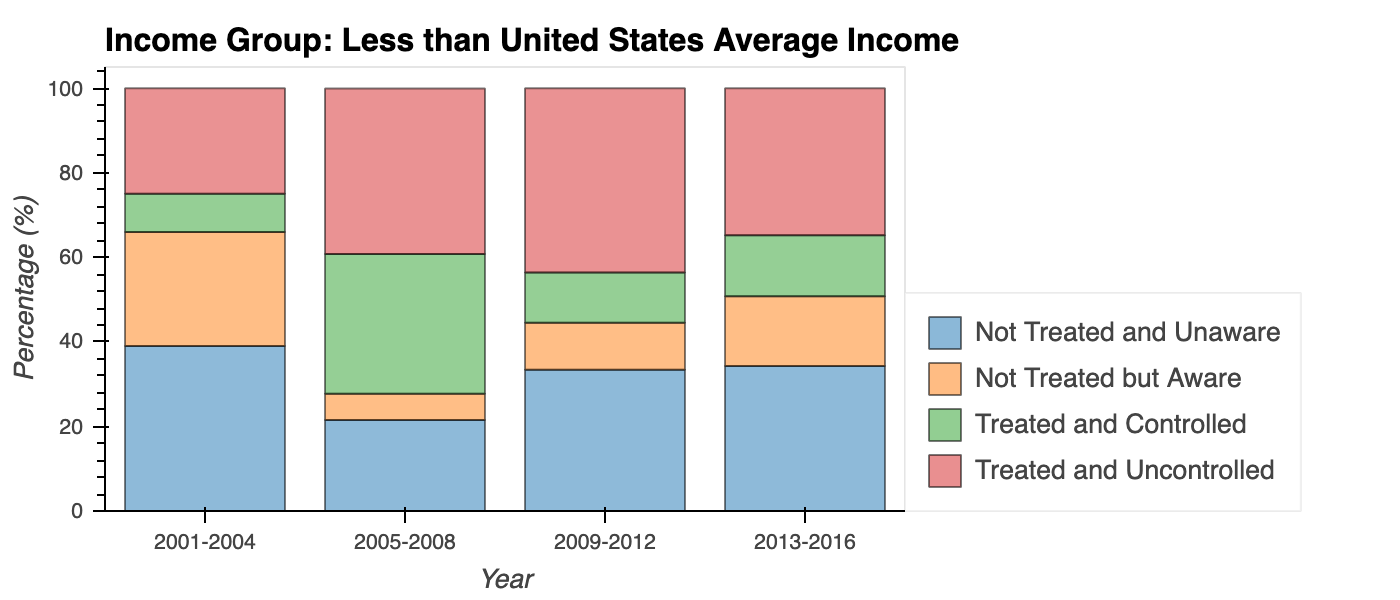 Income Group: Less than United States Average Income
Percentage (%)
100
80
60
40
20
0
2001-2004
2005-2008
2009-2012
2013-2016
Year
Not Treated and Unaware
Not Treated but Aware
Treated and Controlled
Treated and Uncontrolled